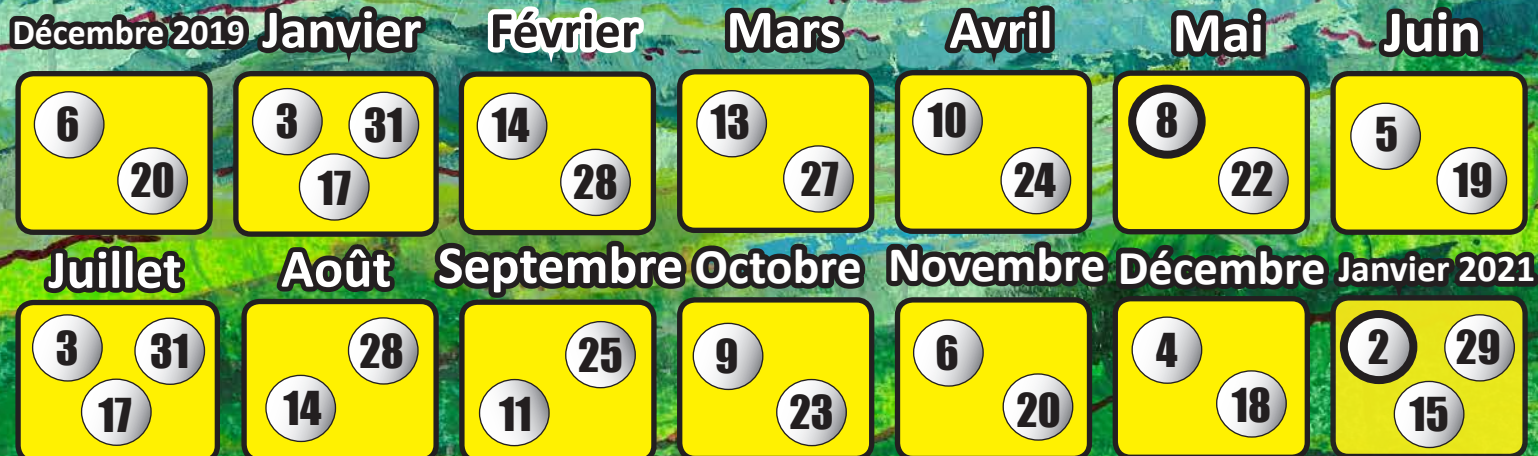 Décembre 2019 Janvier Février Mars Avril Mai Juin
6 3 31 14 13 10 8 5
20 17 28 27 24 22 19
Juillet Août Septembre Octobre Novembre Décembre Janvier 2021
3 31 28 25 9 6 4 2 29
17 14 11 23 20 18 15